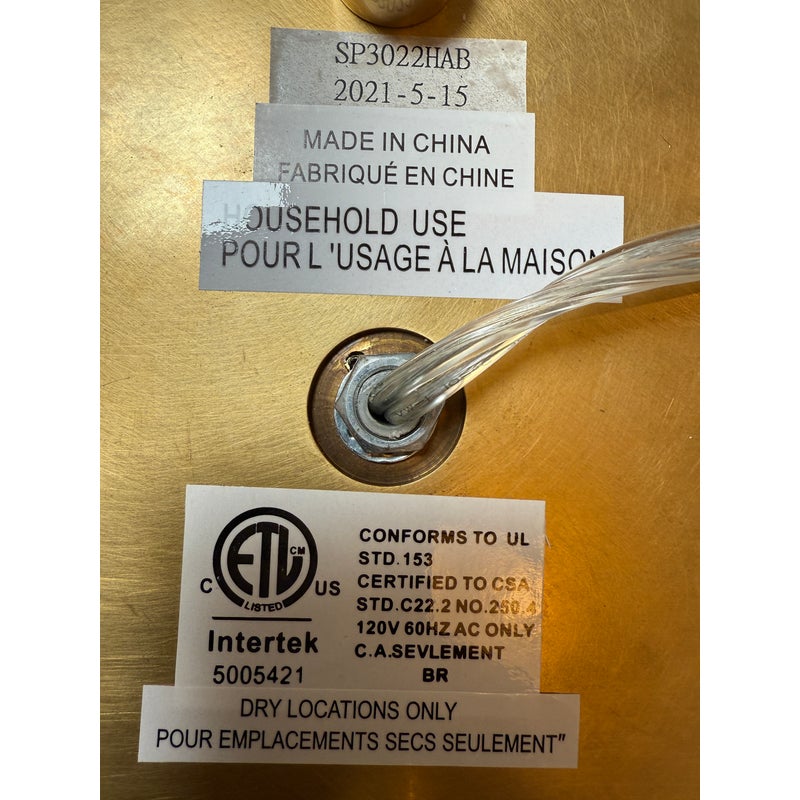 SP3022HAB
2021-5-15
MADE IN CHINA
FABRIQUÉ EN CHINE
HOUSEHOLD USE
POUR L'USAGE À LA MAISON
ETL CM
C US
LISTED
Intertek
5005421
CONFORMS TO UL
STD.153
CERTIFIED TO CSA
STD.C22.2 NO.250.4
120V 60HZ AC ONLY
C.A.SEVLEMENT
BR
DRY LOCATIONS ONLY
POUR EMPLACEMENTS SECS SEULEMENT"